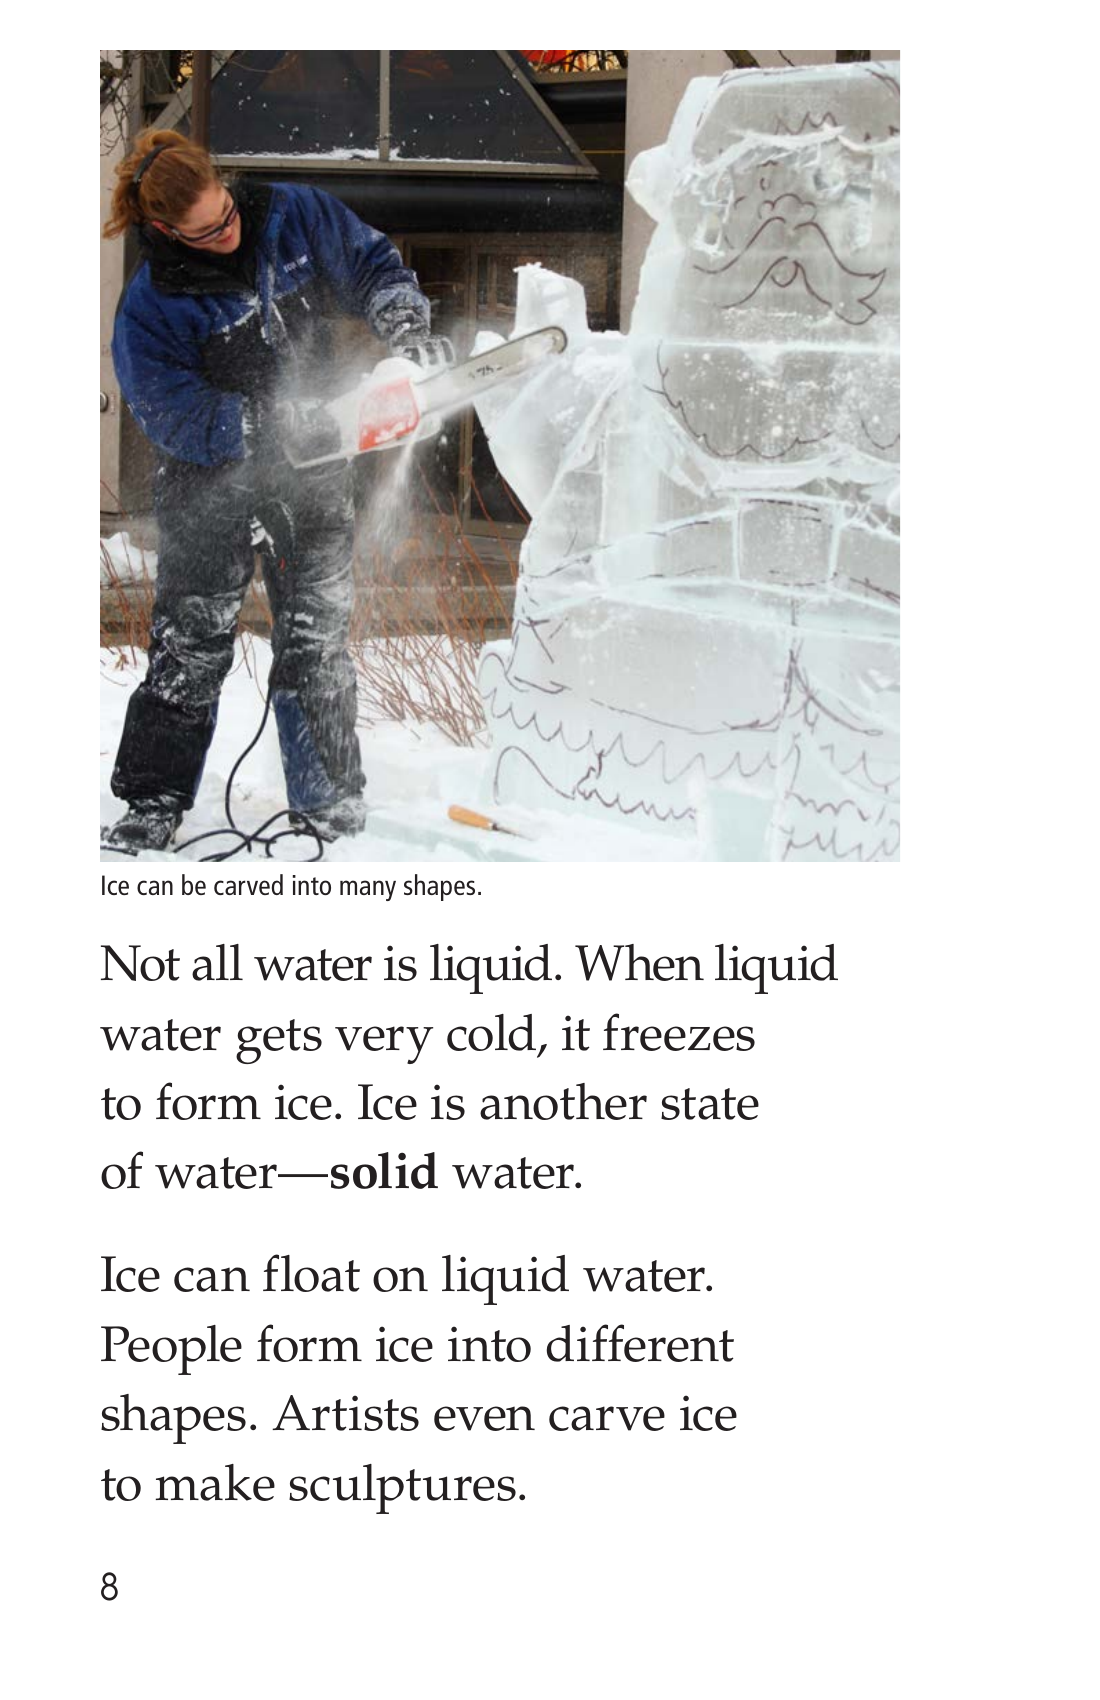 Ice can be carved into many shapes.
Not all water is liquid. When liquid
water gets very cold, it freezes
to form ice. Ice is another state
of water—solid water.
Ice can float on liquid water.
People form ice into different
shapes. Artists even carve ice
to make sculptures.
8